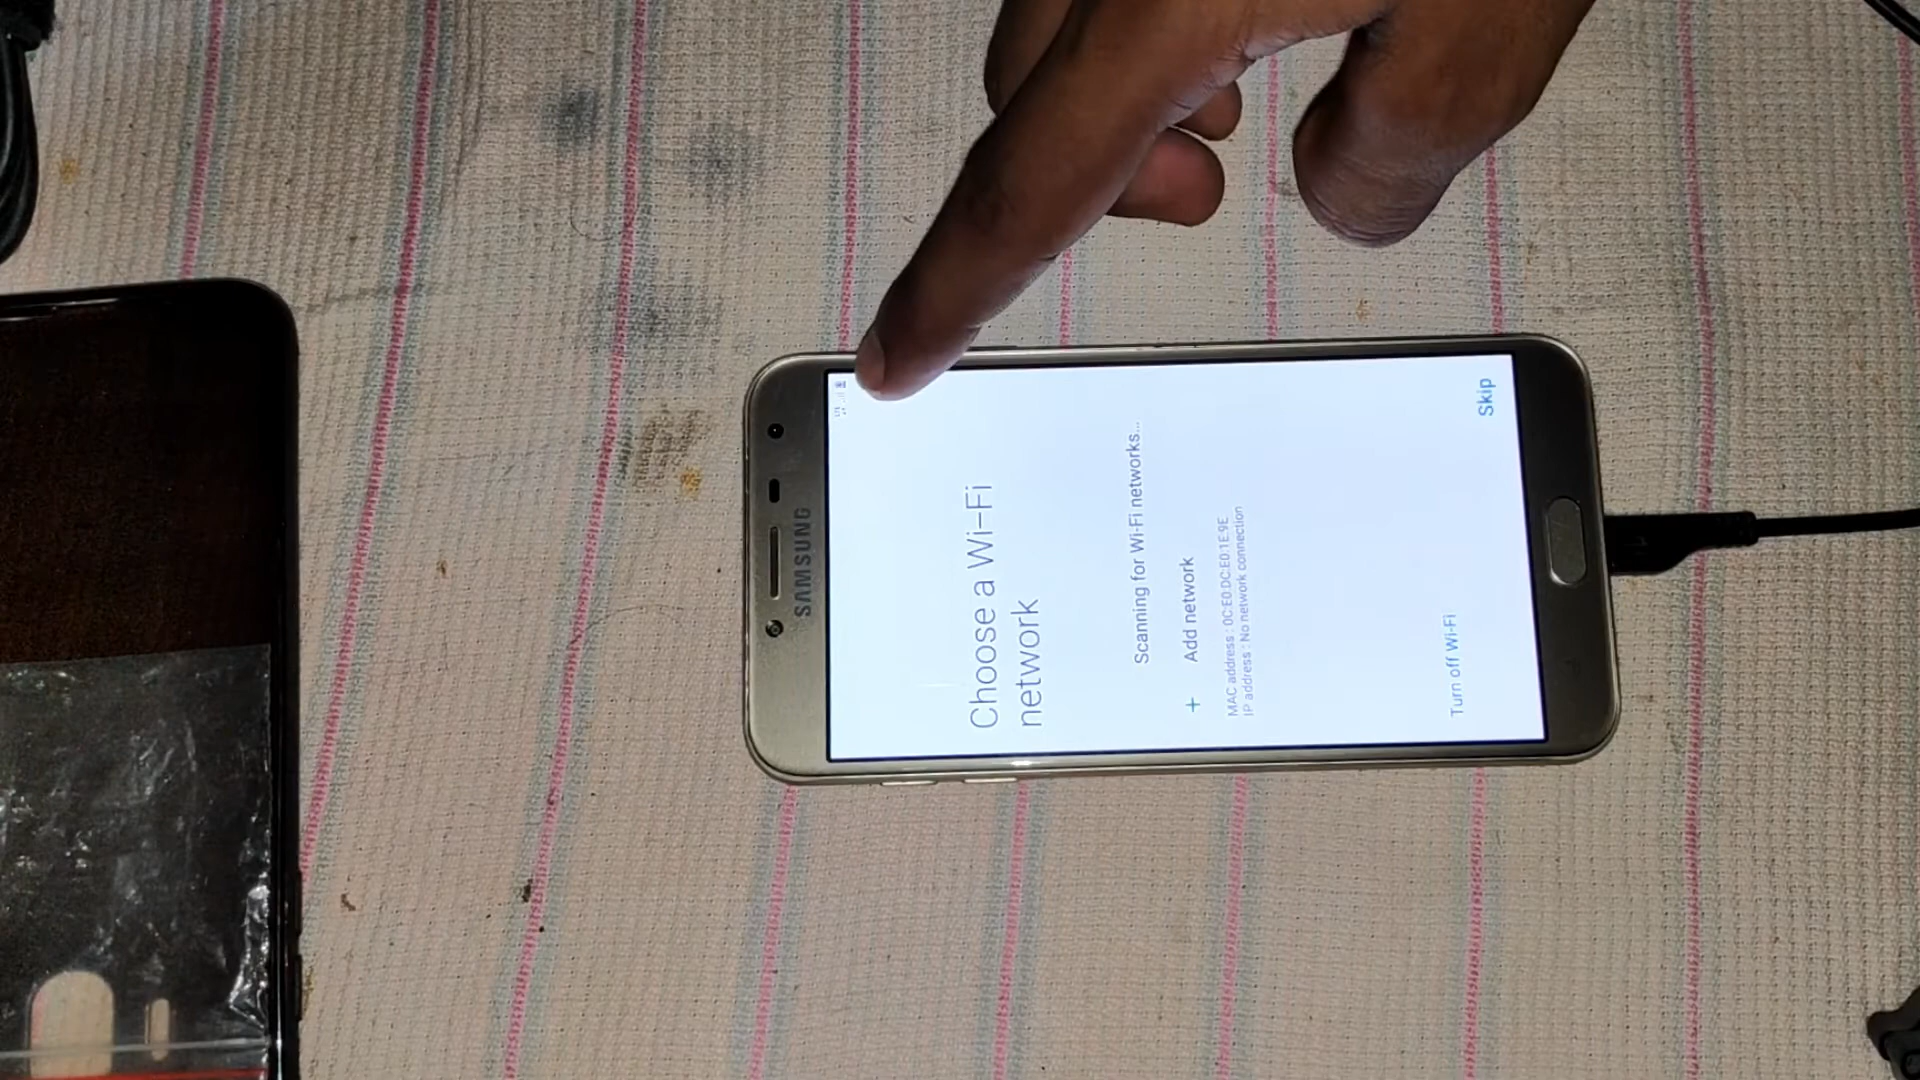 SAMSUNG
Choose a Wi-Fi
network
Scanning for Wi-Fi networks...
+ Add network
MAC address : 0C:E0:DC:E0:1E:9E
IP address : No network connection
Turn off Wi-Fi
Skip